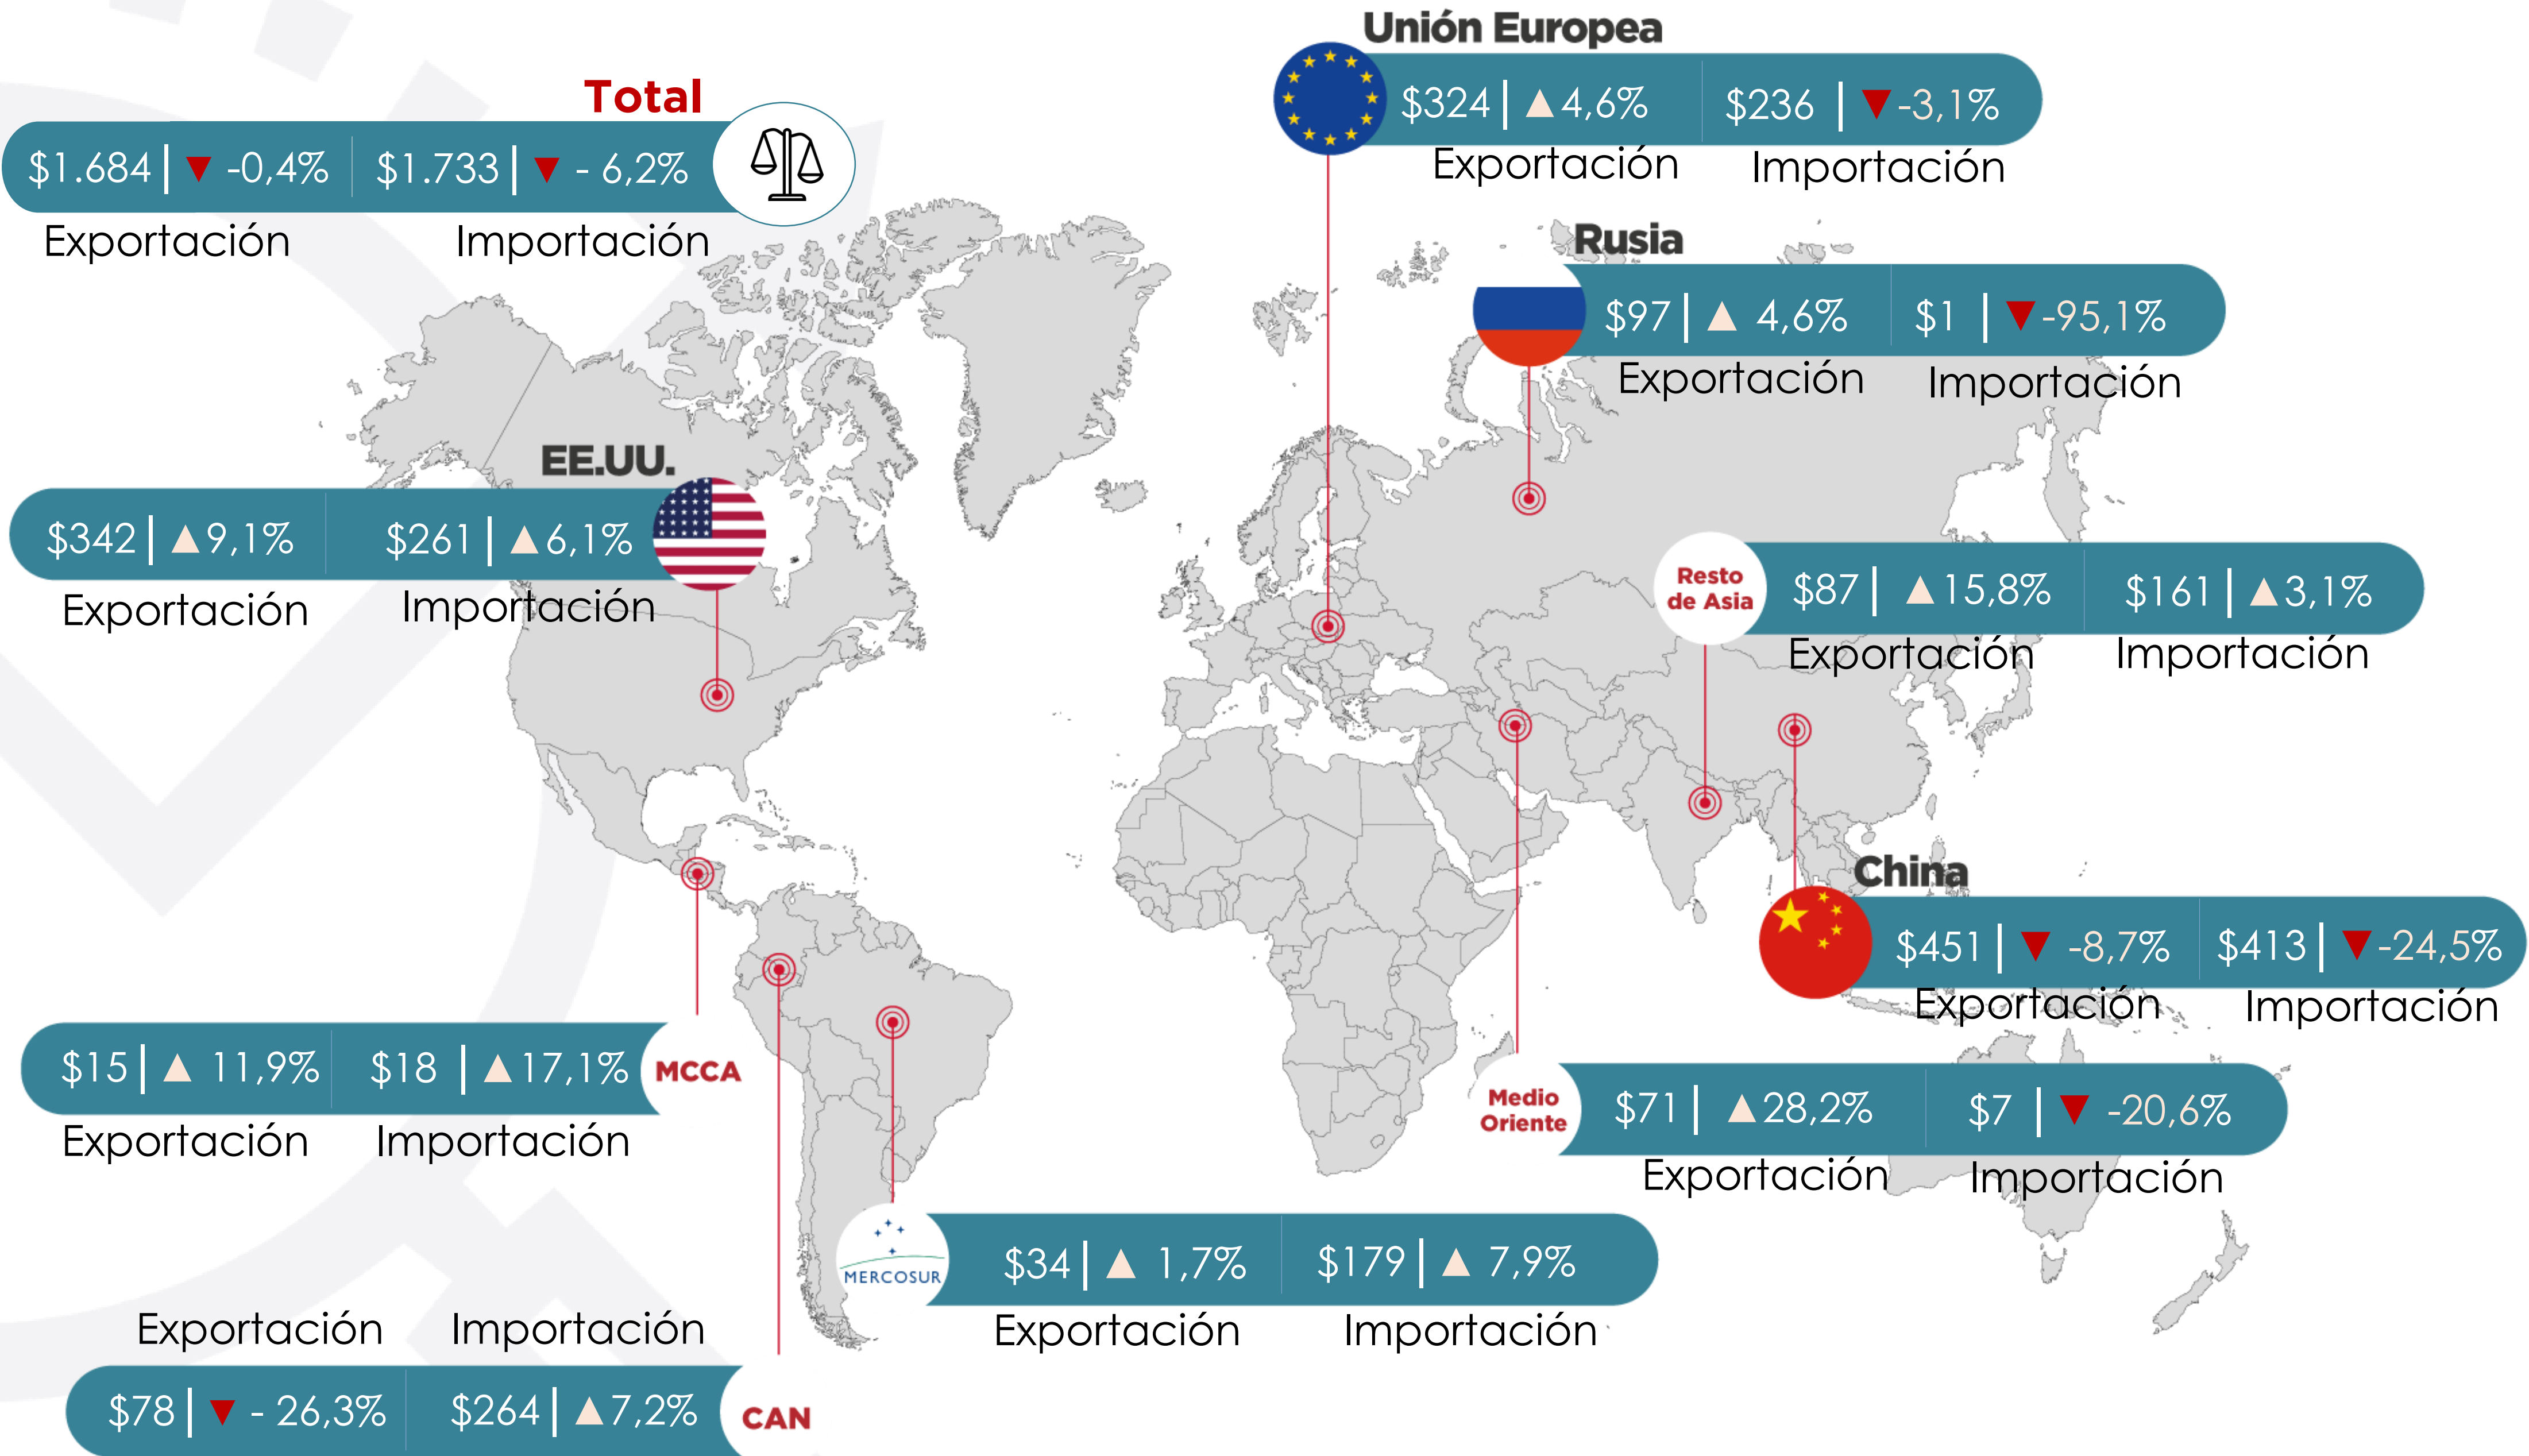 Total
$1.684 | ▼ -0,4% $1.733 | ▼ - 6,2%
Exportación Importación
Unión Europea
$324 | ▲ 4,6% $236 | ▼ -3,1%
Exportación Importación
Rusia
$97 | ▲ 4,6% $1 | ▼ -95,1%
Exportación Importación
EE.UU.
$342 | ▲ 9,1% $261 | ▲ 6,1%
Exportación Importación
Resto
de Asia
$87 | ▲ 15,8% $161 | ▲ 3,1%
Exportación Importación
China
$451 | ▼ -8,7% $413 | ▼ -24,5%
Exportación Importación
$15 | ▲ 11,9% $18 | ▲ 17,1% MCCA
Exportación Importación
Medio
Oriente
$71 | ▲ 28,2% $7 | ▼ -20,6%
Exportación Importación
MERCOSUR
$34 | ▲ 1,7% $179 | ▲ 7,9%
Exportación Importación
Exportación Importación
$78 | ▼ - 26,3% $264 | ▲ 7,2% CAN